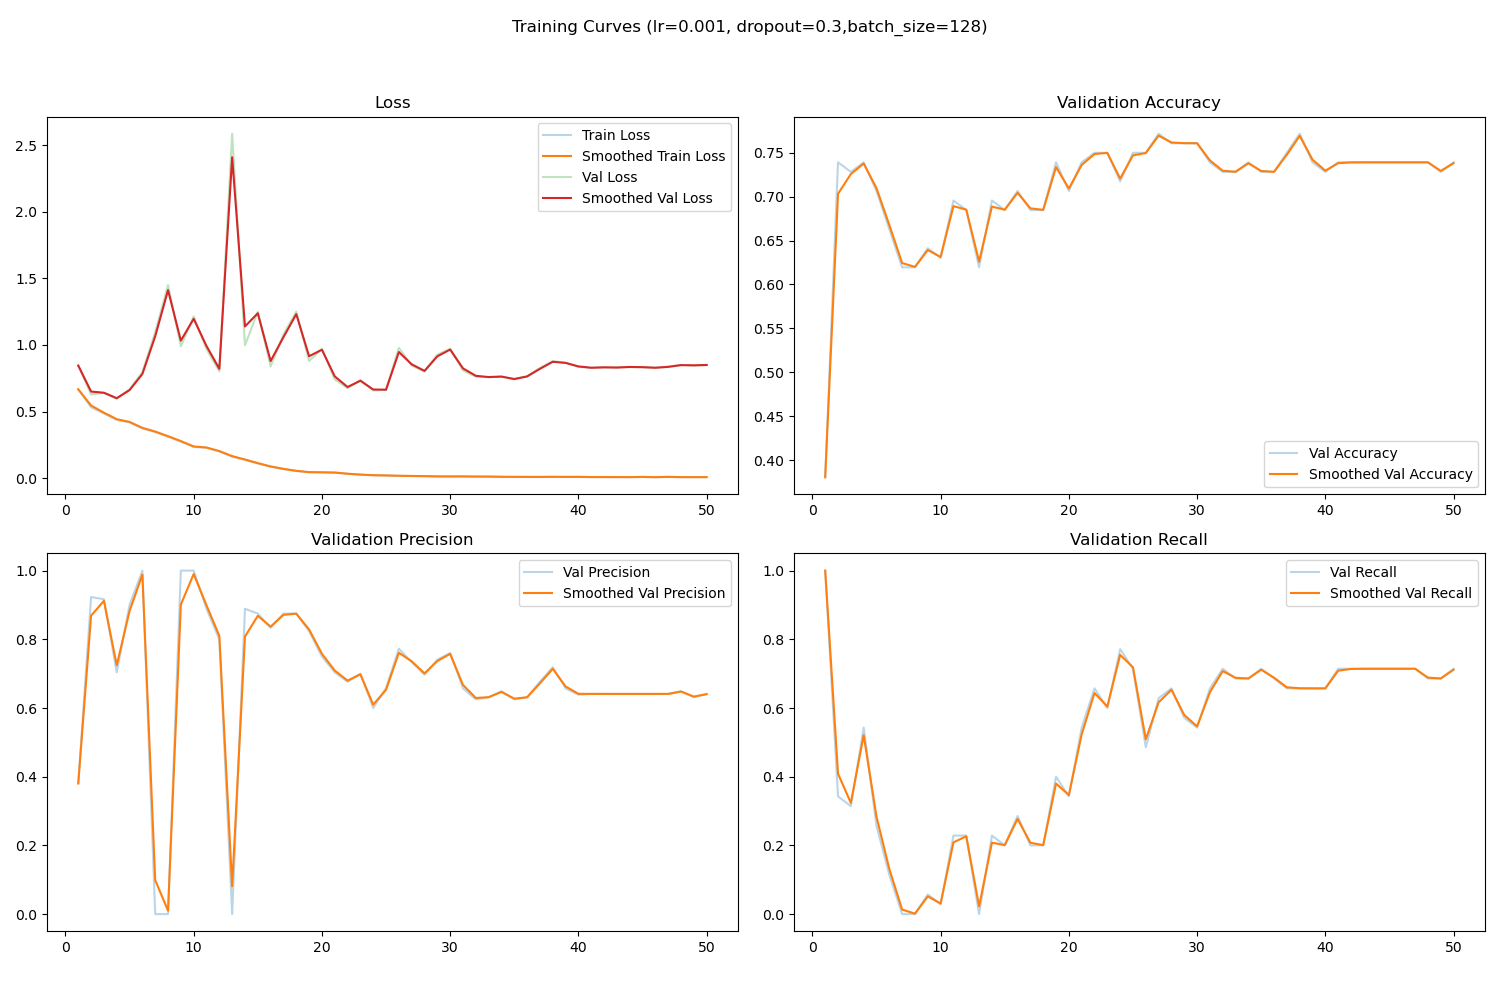 Training Curves (lr=0.001, dropout=0.3,batch_size=128)
Loss
Train Loss
Smoothed Train Loss
Val Loss
Smoothed Val Loss
2.5
2.0
1.5
1.0
0.5
0.0
0 10 20 30 40 50
Validation Accuracy
0.75
0.70
0.65
0.60
0.55
0.50
0.45
0.40
Val Accuracy
Smoothed Val Accuracy
0 10 20 30 40 50
Validation Precision
Val Precision
Smoothed Val Precision
1.0
0.8
0.6
0.4
0.2
0.0
0 10 20 30 40 50
Validation Recall
Val Recall
Smoothed Val Recall
1.0
0.8
0.6
0.4
0.2
0.0
0 10 20 30 40 50